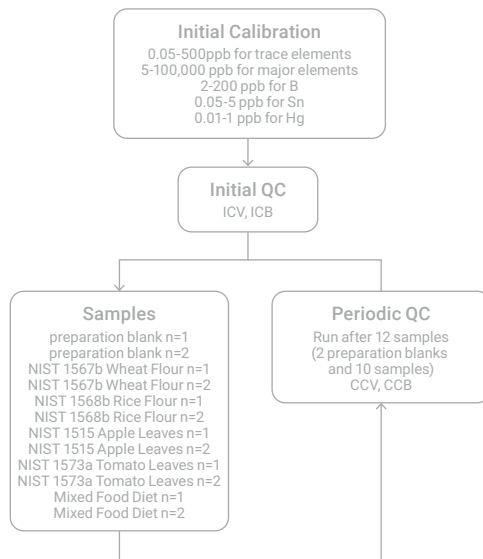 Initial Calibration
0.05-500ppb for trace elements
5-100,000 ppb for major elements
2-200 ppb for B
0.05-5 ppb for Sn
0.01-1 ppb for Hg
Initial QC
ICV, ICB
Samples
preparation blank n=1
preparation blank n=2
NIST 1567b Wheat Flour n=1
NIST 1567b Wheat Flour n=2
NIST 1568b Rice Flour n=1
NIST 1568b Rice Flour n=2
NIST 1515 Apple Leaves n=1
NIST 1515 Apple Leaves n=2
NIST 1573a Tomato Leaves n=1
NIST 1573a Tomato Leaves n=2
Mixed Food Diet n=1
Mixed Food Diet n=2
Periodic QC
Run after 12 samples
(2 preparation blanks
and 10 samples)
CCV, CCB